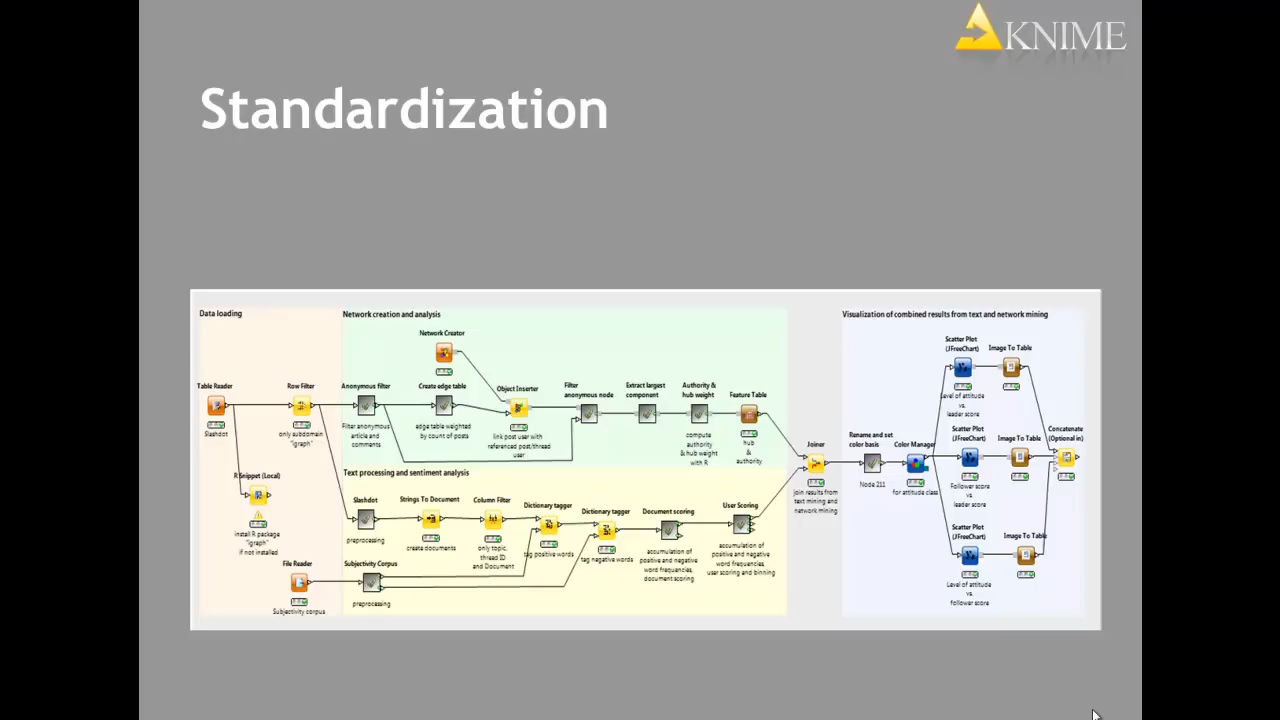 KNIME
Standardization
Data loading
Network creation and analysis
Visualization of combined results from text and network mining
Network Creator
Scatter Plot
(JFreeChart)
Image To Table
Table Reader
Row Filter
Anonymous filter
Create edge table
Object Inserter
Filter
anonymous node
Extract largest
component
Authority &
hub weight
Feature Table
Slashdot
only subdomain
"igraph"
Filter anonymous
article and
comments
edge table weighted
by count of posts
link post user with
referenced post/thread
user
compute
authority
& hub weight
with R
hub
&
authority
Level of attitude
vs.
leader score
Joiner
Rename and set
color basis
Color Manager
Scatter Plot
(JFreeChart)
Image To Table
Concatenate
(Optional in)
join results from
text mining and
network mining
Node 211
for attitude class
Follower score
vs.
leader score
R Snippet (Local)
install R package
"igraph"
if not installed
Text processing and sentiment analysis
Slashdot
Strings To Document
Column Filter
Dictionary tagger
Dictionary tagger
Document scoring
User Scoring
preprocessing
create documents
only topic,
thread ID
and Document
tag positive words
tag negative words
accumulation of
positive and negative
word frequencies,
document scoring
accumulation of
positive and negative
word frequencies,
user scoring and binning
Scatter Plot
(JFreeChart)
Image To Table
Level of attitude
vs.
follower score
File Reader
Subjectivity Corpus
Subjectivity corpus
preprocessing